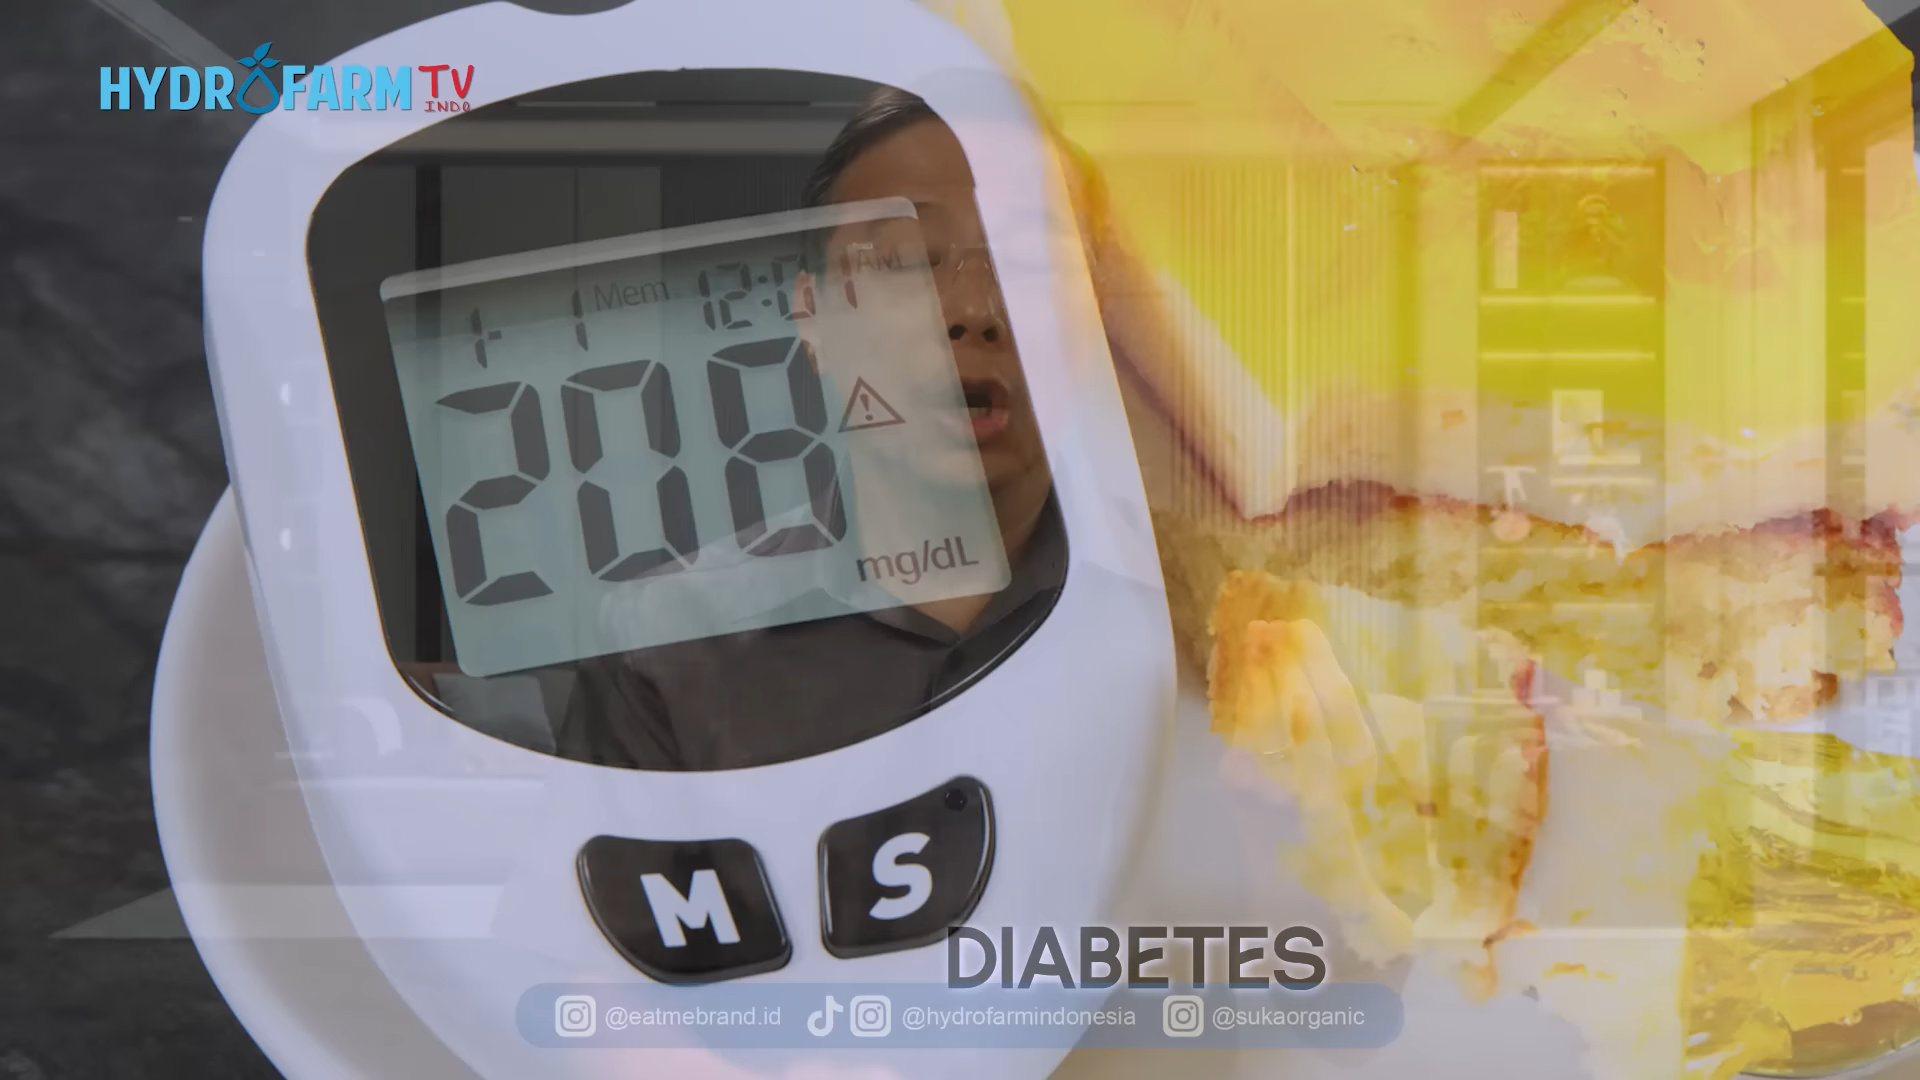 HYDROFARM TV
INDO
1-1 Mem 12:01 AM
208
mg/dL
M S
DIABETES
@eatmebrand.id @hydrofarmindonesia @sukaorganic